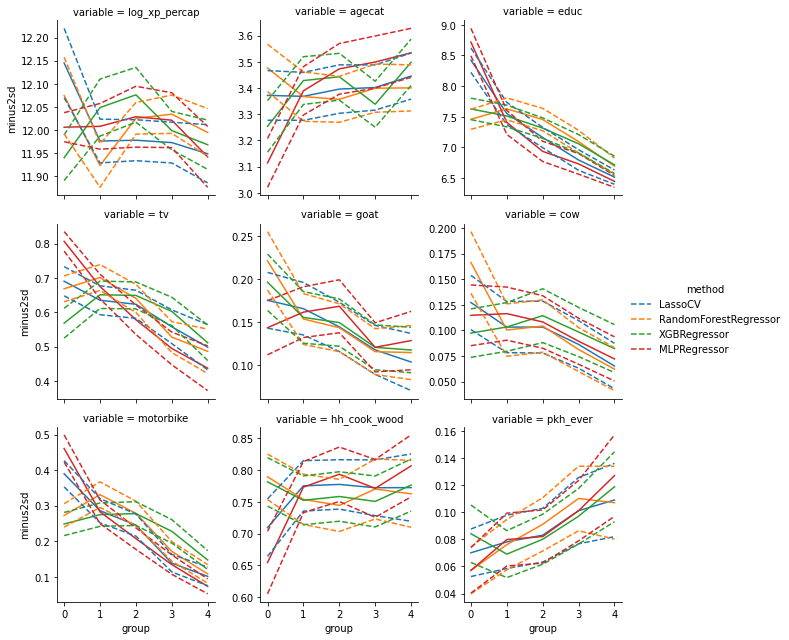 variable = log_xp_percap
variable = agecat
variable = educ
minus2sd
12.20
12.15
12.10
12.05
12.00
11.95
11.90
3.6
3.5
3.4
3.3
3.2
3.1
3.0
9.0
8.5
8.0
7.5
7.0
6.5
variable = tv
variable = goat
variable = cow
minus2sd
0.8
0.7
0.6
0.5
0.4
0.25
0.20
0.15
0.10
0.200
0.175
0.150
0.125
0.100
0.075
0.050
method
LassoCV
RandomForestRegressor
XGBRegressor
MLPRegressor
variable = motorbike
variable = hh_cook_wood
variable = pkh_ever
minus2sd
0.5
0.4
0.3
0.2
0.1
0.85
0.80
0.75
0.70
0.65
0.60
0.16
0.14
0.12
0.10
0.08
0.06
0.04
0 1 2 3 4
0 1 2 3 4
0 1 2 3 4
group
group
group